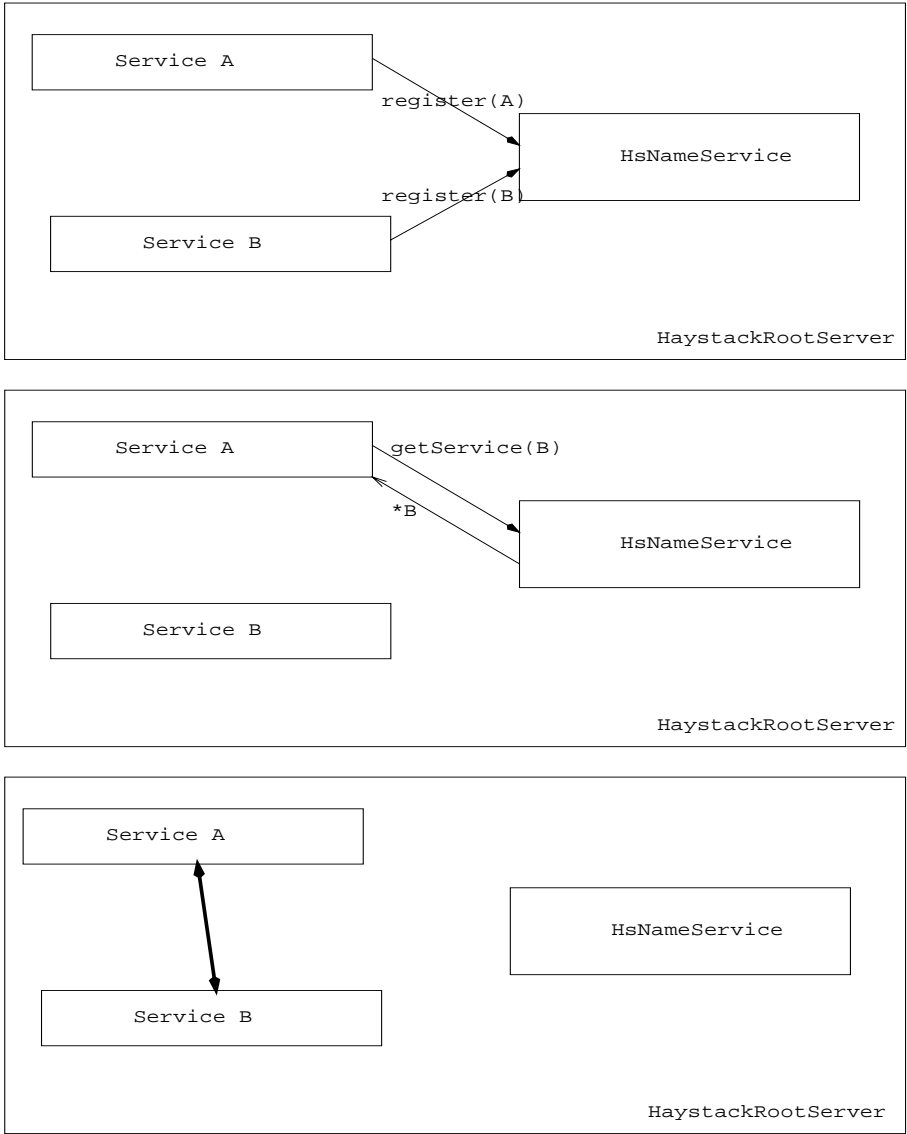 Service A
register(A)
HsNameService
register(B)
Service B
HaystackRootServer
Service A
getService(B)
*B
HsNameService
Service B
HaystackRootServer
Service A
HsNameService
Service B
HaystackRootServer